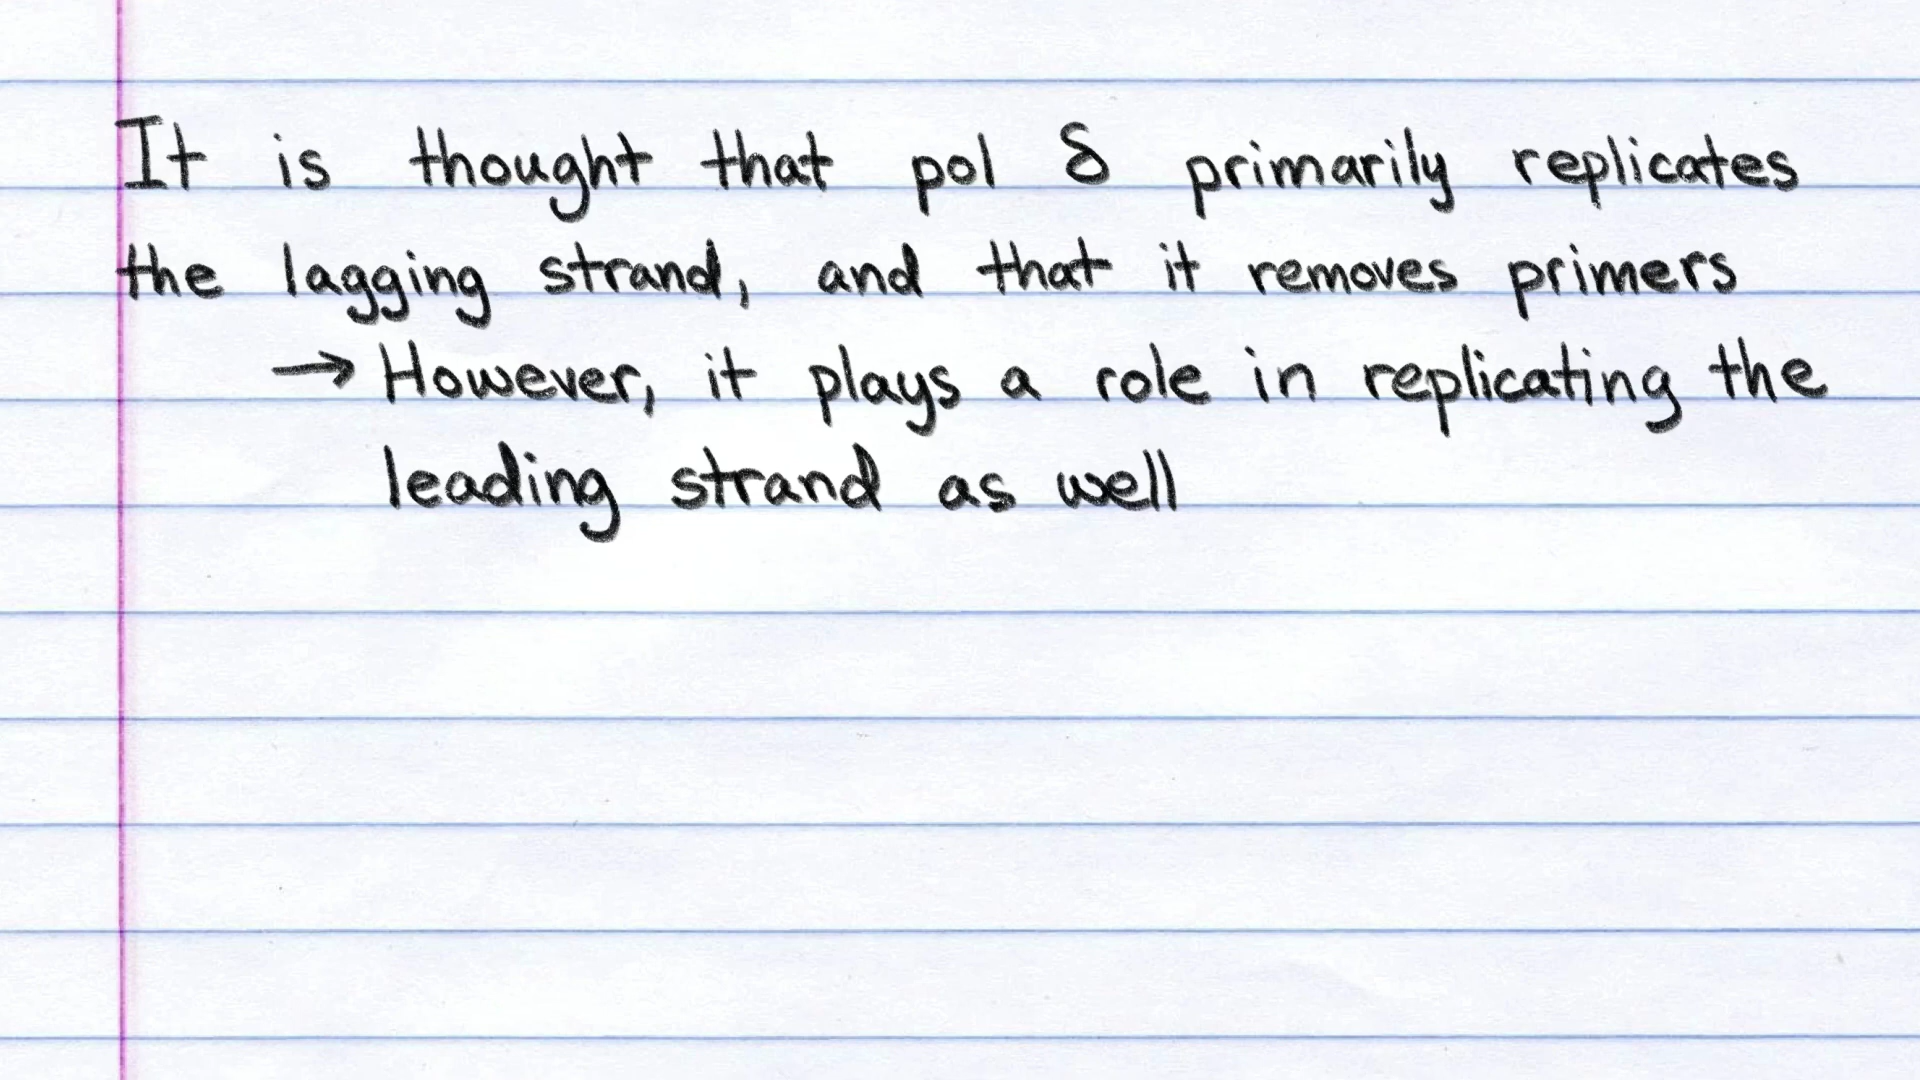 It is thought that pol δ primarily replicates
the lagging strand, and that it removes primers
→ However, it plays a role in replicating the
leading strand as well